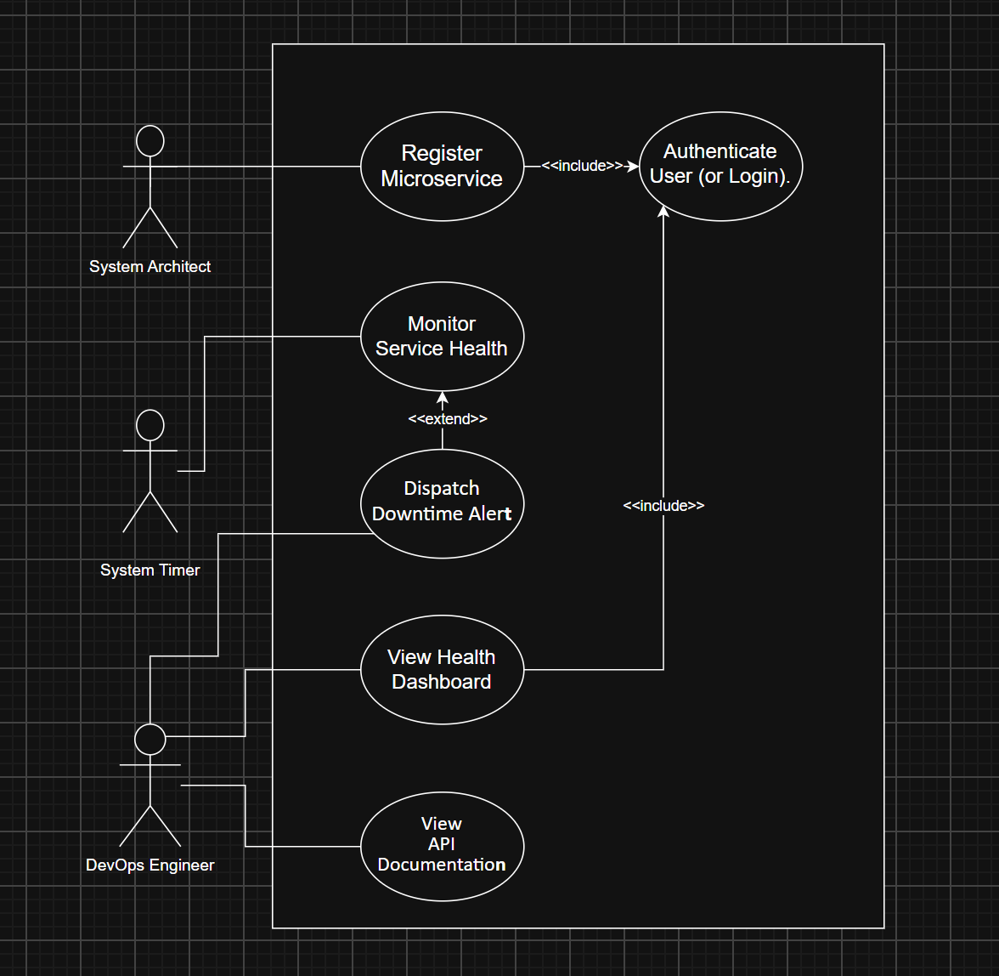 Register
Microservice
<<include>>
Authenticate
User (or Login).
System Architect
Monitor
Service Health
<<extend>>
Dispatch
Downtime Alert
<<include>>
System Timer
View Health
Dashboard
View
API
Documentation
DevOps Engineer